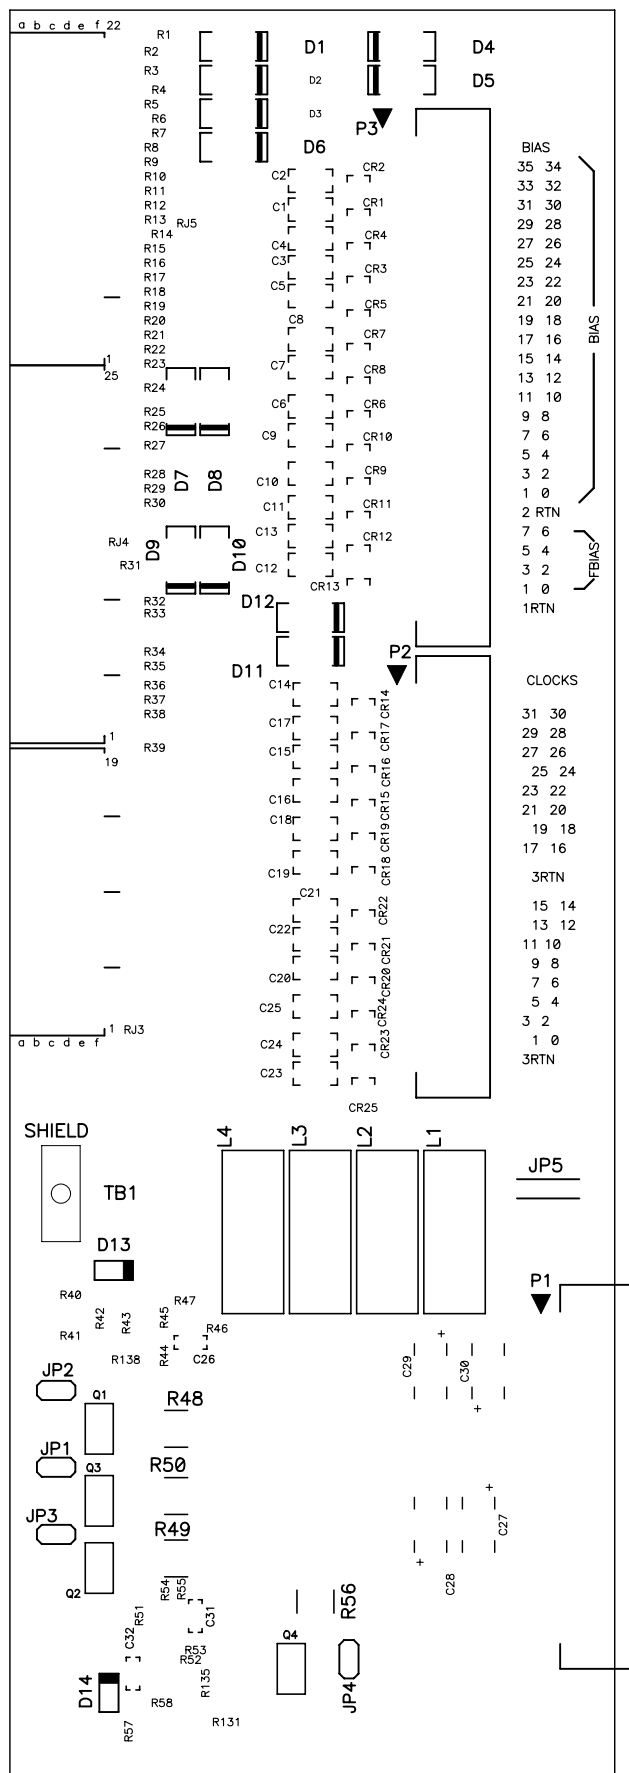 a b c d e f 22
R1
R2
D1
D4
R3
R4
D2
D5
R5
R6
D3
P3
R7
R8
D6
R9
BIAS
R10
C2
CR2
35 34
R11
33 32
R12
C1
CR1
31 30
R13
RJ5
29 28
R14
CR4
R15
C4
27 26
R16
C3
CR3
25 24
R17
23 22
R18
C5
21 20
R19
CR5
R20
C8
19 18
BIAS
R21
CR7
17 16
R22
R23
C7
CR8
15 14
1
25
13 12
R24
11 10
R25
C6
CR6
9 8
R26
C9
7 6
R27
CR10
5 4
R28
D7
D8
C10
CR9
3 2
R29
1 0
R30
C11
CR11
2 RTN
C13
CR12
7 6
RJ4
D9
D10
5 4
FBIAS
R31
C12
3 2
CR13
1 0
R32
D12
1RTN
R33
R34
P2
R35
D11
CLOCKS
R36
C14
CR14
R37
R38
31 30
C17
CR17
29 28
1
R39
C15
27 26
19
CR16
25 24
C16
CR15
23 22
21 20
C18
CR19
19 18
17 16
C19
CR18
3RTN
C21
CR22
15 14
C22
13 12
CR21
11 10
9 8
C20
CR20
7 6
C25
CR24
5 4
1 RJ3
3 2
a b c d e f
C24
CR23
1 0
C23
3RTN
CR25
SHIELD
L4
L3
L2
L1
JP5
TB1
D13
P1
R40
R47
R42
R43
R45
R46
R41
+
R138
R44
C26
C29
C30
JP2
Q1
R48
+
JP1
Q3
R50
+
JP3
R49
C27
+
Q2
R54
R55
C28
R51
C31
R56
C32
R53
Q4
R52
D14
R135
JP4
R58
R57
R131